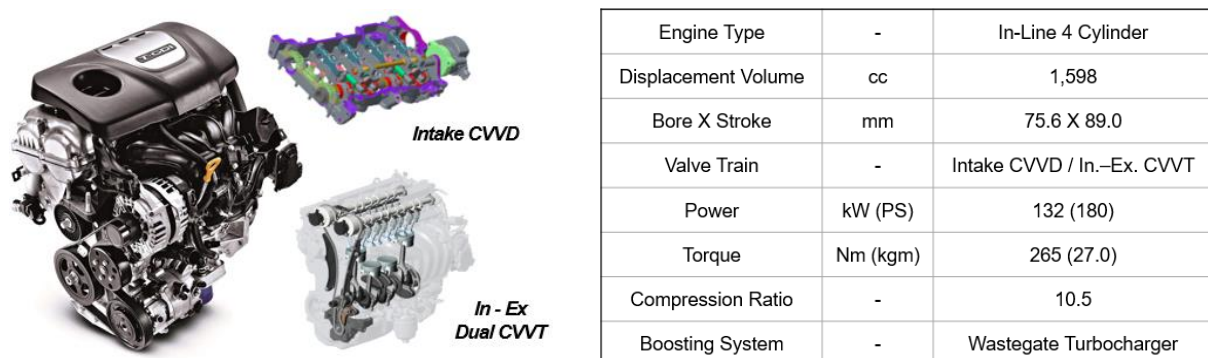 T-GDI
Intake CVVD
In - Ex
Dual CVVT
Engine Type - In-Line 4 Cylinder
Displacement Volume cc 1,598
Bore X Stroke mm 75.6 X 89.0
Valve Train - Intake CVVD / In.–Ex. CVVT
Power kW (PS) 132 (180)
Torque Nm (kgm) 265 (27.0)
Compression Ratio - 10.5
Boosting System - Wastegate Turbocharger